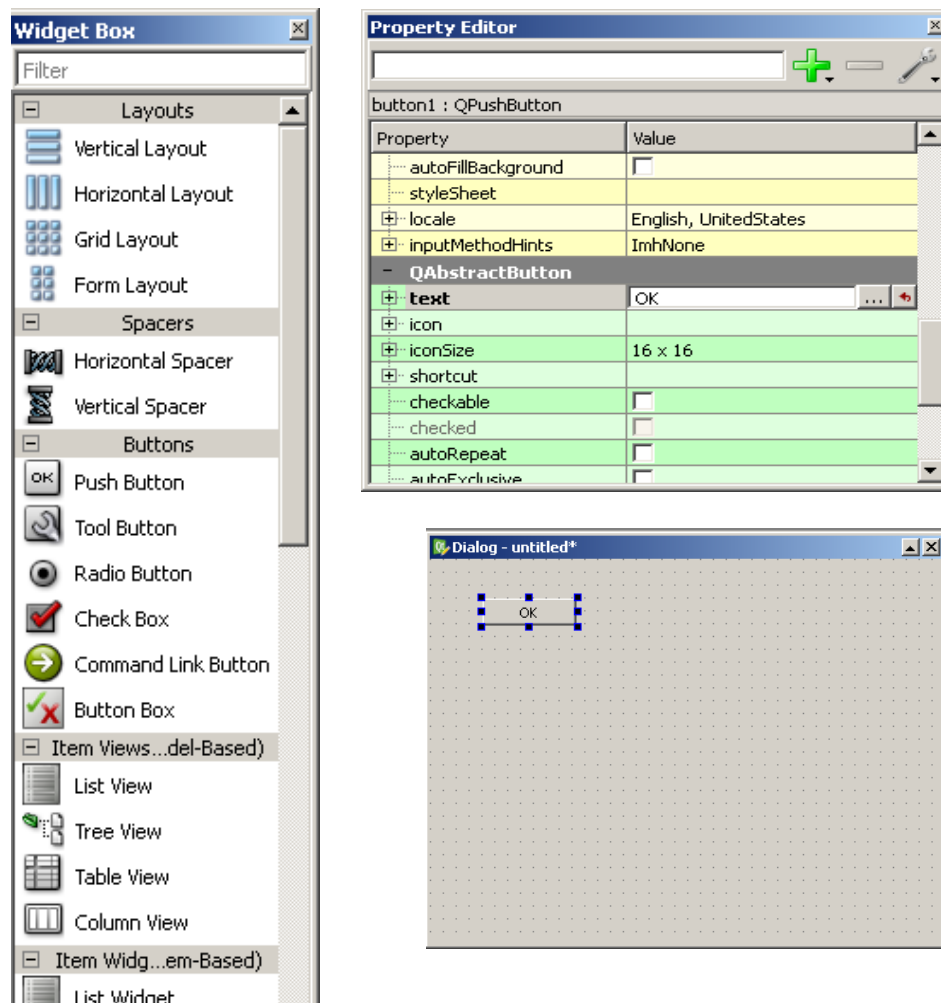 Widget Box
Filter
Layouts
Vertical Layout
Horizontal Layout
Grid Layout
Form Layout
Spacers
Horizontal Spacer
Vertical Spacer
Buttons
OK Push Button
Tool Button
Radio Button
Check Box
Command Link Button
Button Box
Item Views...del-Based)
List View
Tree View
Table View
Column View
Item Widg...em-Based)
List Widget
Property Editor
button1 : QPushButton
Property Value
autoFillBackground
styleSheet
locale English, UnitedStates
inputMethodHints ImhNone
QAbstractButton
text OK ...
icon
iconSize 16 x 16
shortcut
checkable
checked
autoRepeat
autoExclusive
Dialog - untitled*
OK